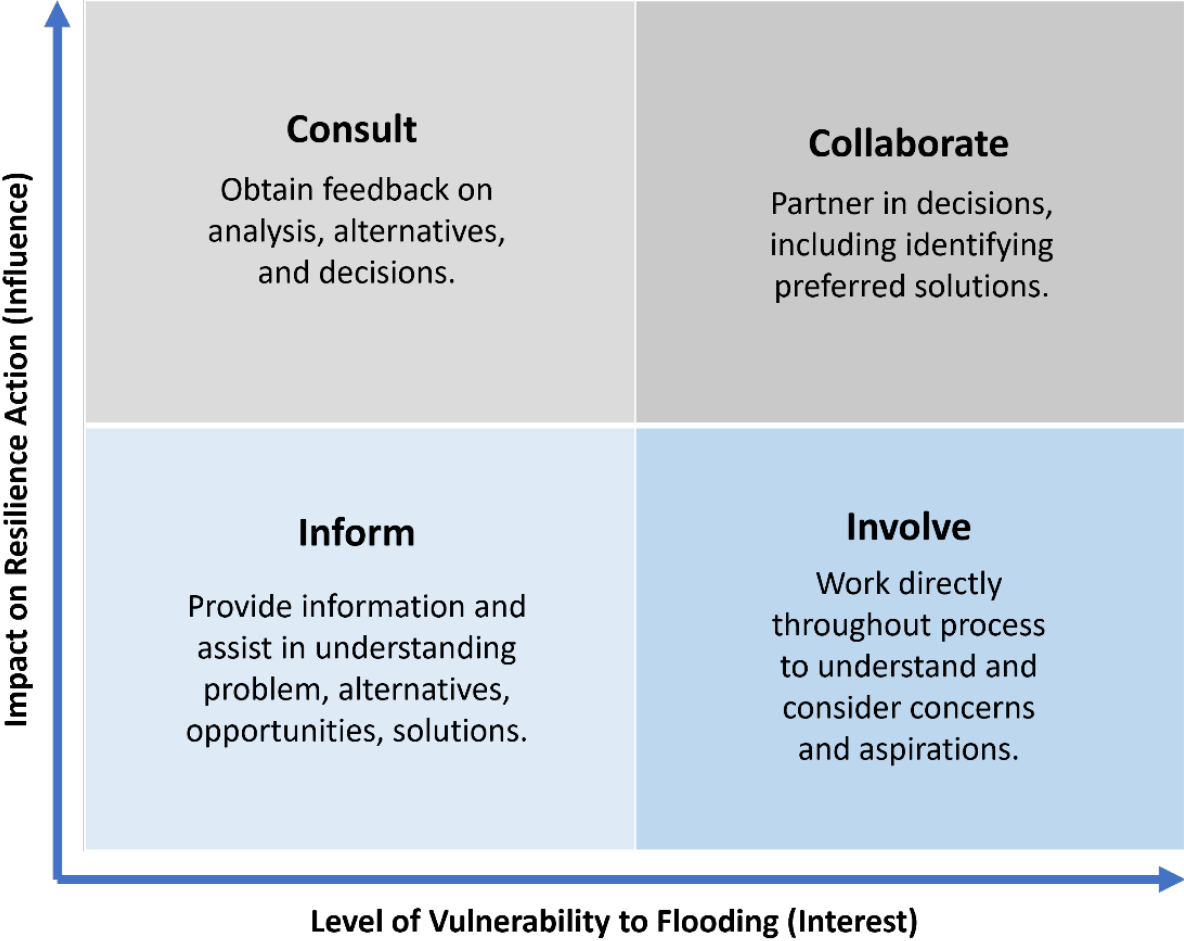 Impact on Resilience Action (Influence)
Consult
Obtain feedback on
analysis, alternatives,
and decisions.
Collaborate
Partner in decisions,
including identifying
preferred solutions.
Inform
Provide information and
assist in understanding
problem, alternatives,
opportunities, solutions.
Involve
Work directly
throughout process
to understand and
consider concerns
and aspirations.
Level of Vulnerability to Flooding (Interest)